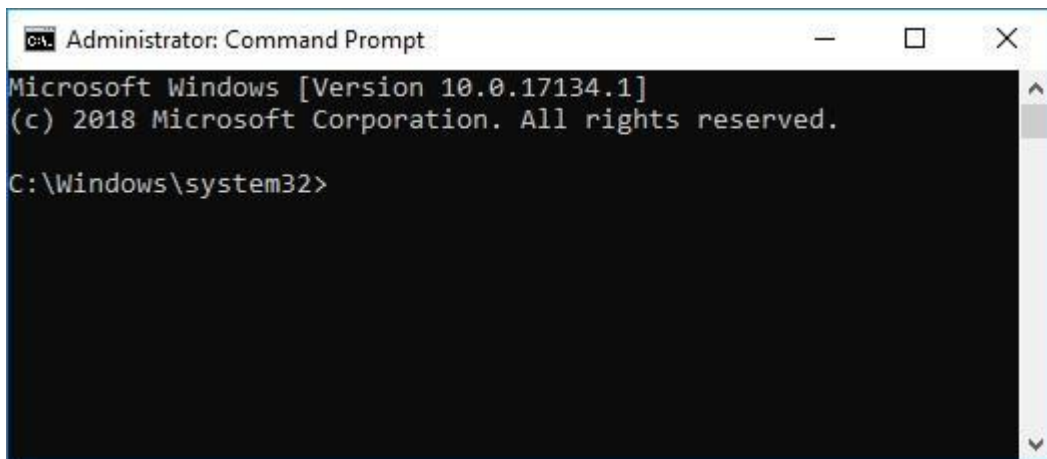 Administrator: Command Prompt
Microsoft Windows [Version 10.0.17134.1]
(c) 2018 Microsoft Corporation. All rights reserved.
C:\Windows\system32>